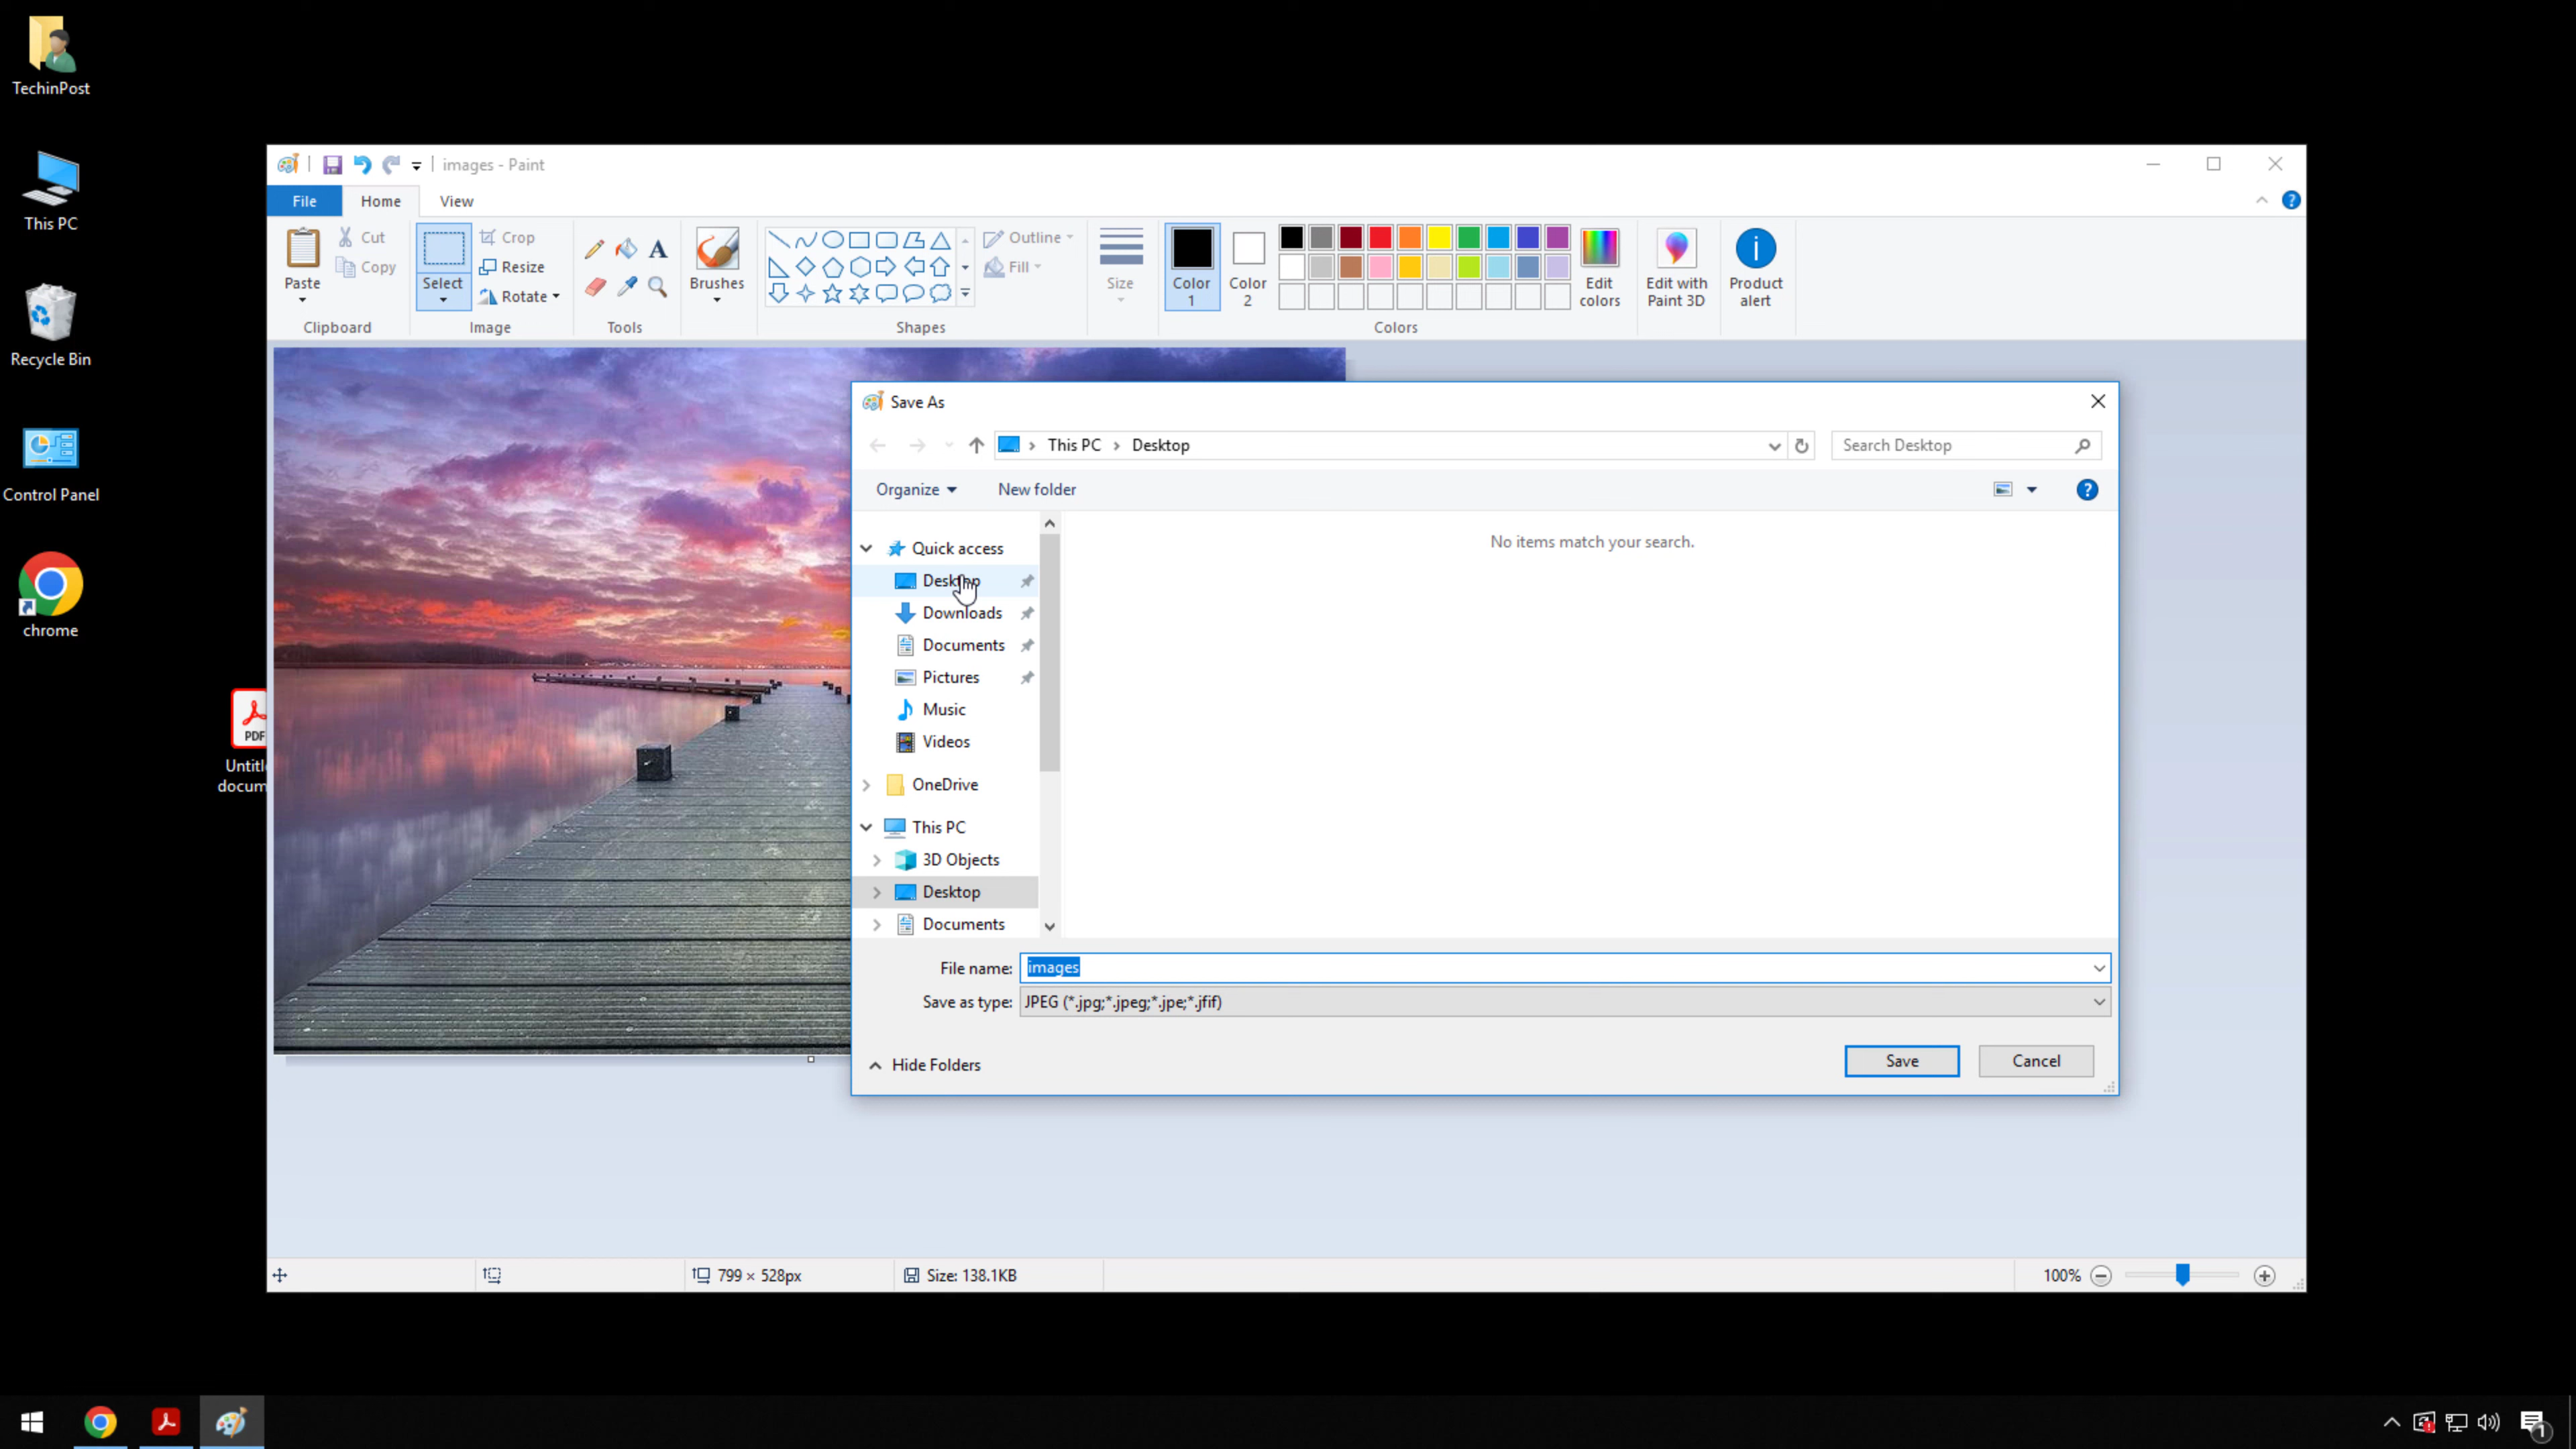 TechinPost
This PC
Recycle Bin
Control Panel
chrome
PDF
Untitl
docum
images - Paint
File
Home
View
Paste
Cut
Copy
Clipboard
Select
Crop
Resize
Rotate
Image
A
Tools
Brushes
Shapes
Outline
Fill
Size
Color
1
Color
2
Edit
colors
Colors
Edit with
Paint 3D
Product
alert
Save As
This PC
Desktop
Search Desktop
Organize
New folder
No items match your search.
Quick access
Desktop
Downloads
Documents
Pictures
Music
Videos
OneDrive
This PC
3D Objects
Desktop
Documents
File name: images
Save as type: JPEG (*.jpg;*.jpeg;*.jpe;*.jfif)
Hide Folders
Save
Cancel
799 × 528px
Size: 138.1KB
100%
1